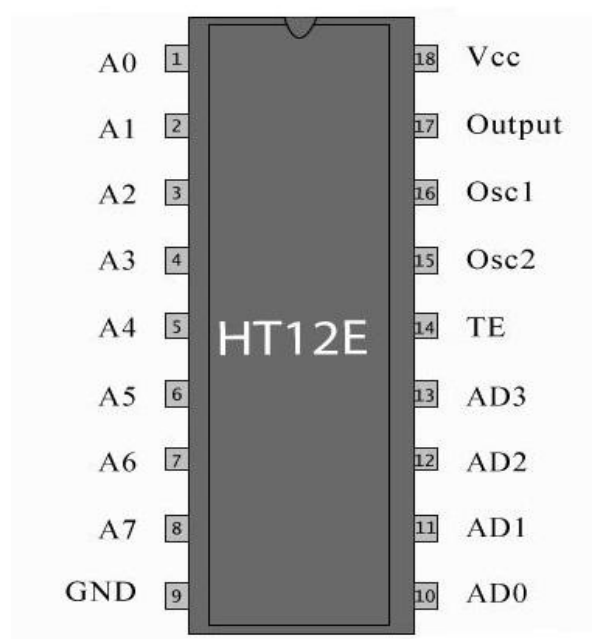 A0 1 18 Vcc
A1 2 17 Output
A2 3 16 Osc1
A3 4 15 Osc2
A4 5 HT12E 14 TE
A5 6 13 AD3
A6 7 12 AD2
A7 8 11 AD1
GND 9 10 AD0